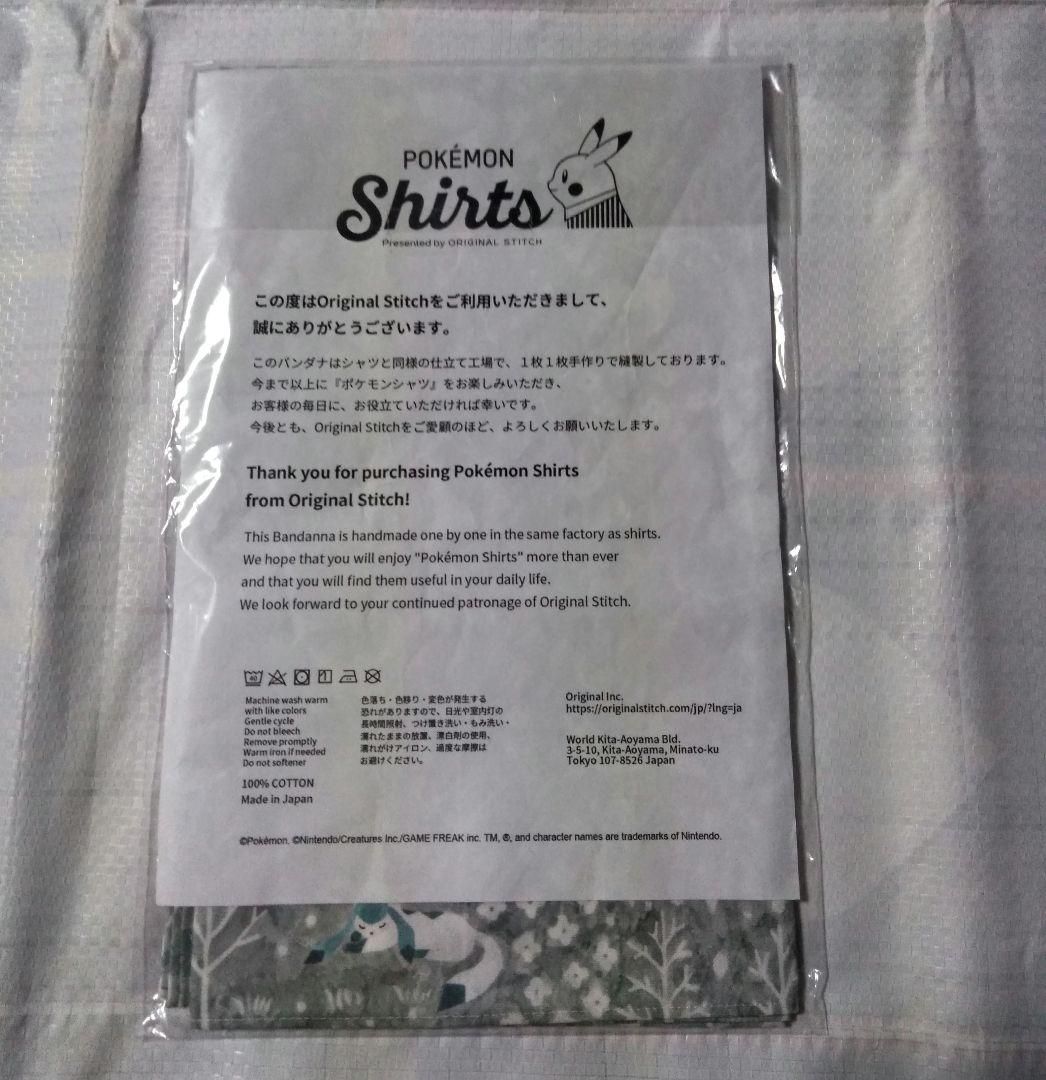 POKÉMON
Shirts
Presented by ORIGINAL STITCH
この度はOriginal Stitchをご利用いただきまして、
誠にありがとうございます。
このバンダナはシャツと同様の仕立て工場で、１枚１枚手作りで縫製しております。
今まで以上に『ポケモンシャツ』をお楽しみいただき、
お客様の毎日に、お役立ていただければ幸いです。
今後とも、Original Stitchをご愛顧のほど、よろしくお願いいたします。
Thank you for purchasing Pokémon Shirts
from Original Stitch!
This Bandanna is handmade one by one in the same factory as shirts.
We hope that you will enjoy "Pokémon Shirts" more than ever
and that you will find them useful in your daily life.
We look forward to your continued patronage of Original Stitch.
40
Machine wash warm
with like colors
Gentle cycle
Do not bleech
Remove promptly
Warm iron if needed
Do not softener
100% COTTON
Made in Japan
色落ち・色移り・変色が発生する
恐れがありますので、日光や室内灯の
長時間照射、つけ置き洗い・もみ洗い・
濡れたままの放置、漂白剤の使用、
濡れがけアイロン、過度な摩擦は
お避けください。
Original Inc.
https://originalstitch.com/jp/?lng=ja
World Kita-Aoyama Bld.
3-5-10, Kita-Aoyama, Minato-ku
Tokyo 107-8526 Japan
©Pokémon. ©Nintendo/Creatures Inc./GAME FREAK inc. TM, ®, and character names are trademarks of Nintendo.